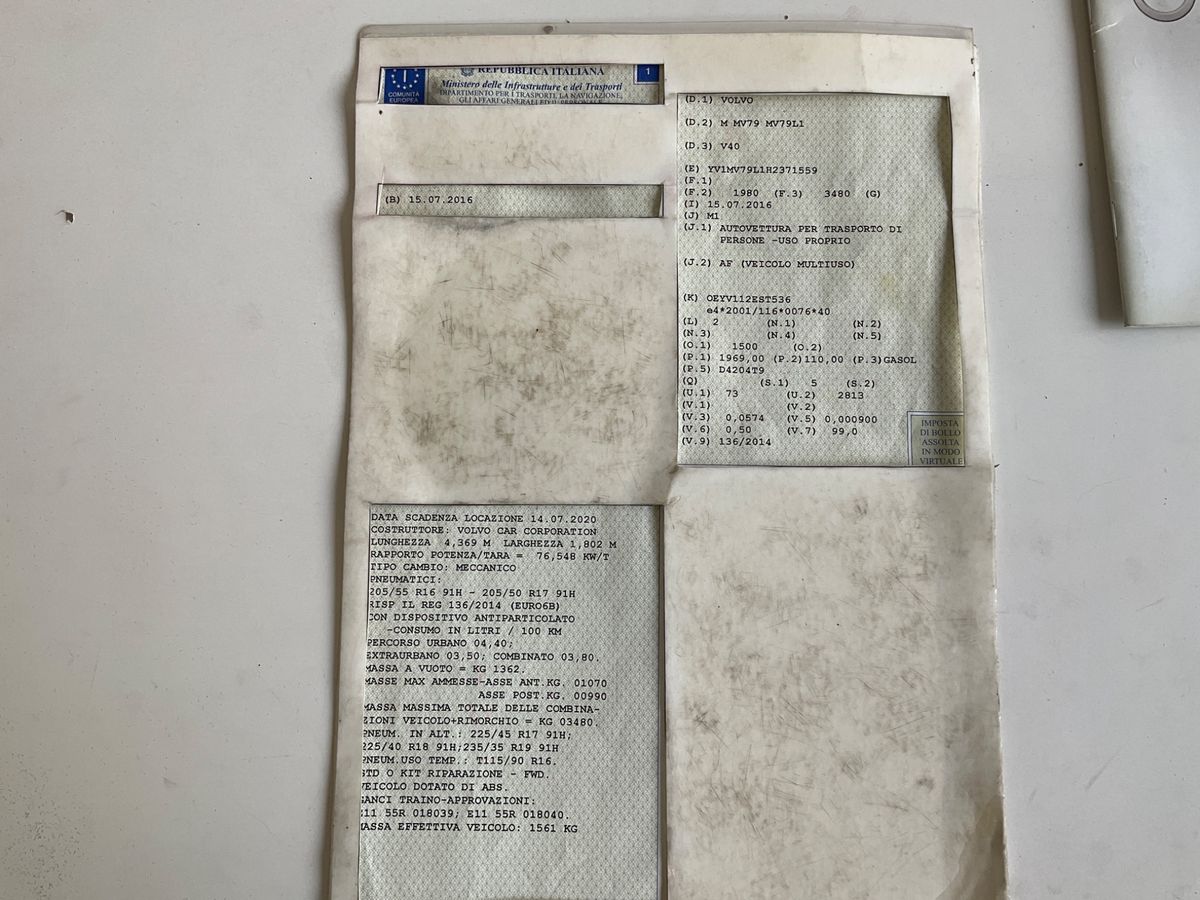 COMUNITÀ
EUROPEA
REPUBBLICA ITALIANA
1
Ministero delle Infrastrutture e dei Trasporti
DIPARTIMENTO PER I TRASPORTI, LA NAVIGAZIONE,
GLI AFFARI GENERALI ED IL PERSONALE
(B) 15.07.2016
(D.1) VOLVO
(D.2) M MV79 MV79L1
(D.3) V40
(E) YV1MV79L1H2371559
(F.1)
(F.2) 1980 (F.3) 3480 (G)
(I) 15.07.2016
(J) M1
(J.1) AUTOVETTURA PER TRASPORTO DI
PERSONE -USO PROPRIO
(J.2) AF (VEICOLO MULTIUSO)
(K) OEYV112EST536
e4*2001/116*0076*40
(L) 2 (N.1) (N.2)
(N.3) (N.4) (N.5)
(O.1) 1500 (O.2)
(P.1) 1969,00 (P.2)110,00 (P.3)GASOL
(P.5) D4204T9
(Q) (S.1) 5 (S.2)
(U.1) 73 (U.2) 2813
(V.1) (V.2)
(V.3) 0,0574 (V.5) 0,000900
(V.6) 0,50 (V.7) 99,0
(V.9) 136/2014
IMPOSTA
DI BOLLO
ASSOLTA
IN MODO
VIRTUALE
DATA SCADENZA LOCAZIONE 14.07.2020
COSTRUTTORE: VOLVO CAR CORPORATION
LUNGHEZZA 4,369 M LARGHEZZA 1,802 M
RAPPORTO POTENZA/TARA = 76,548 KW/T
TIPO CAMBIO: MECCANICO
PNEUMATICI:
205/55 R16 91H - 205/50 R17 91H
RISP IL REG 136/2014 (EURO6B)
CON DISPOSITIVO ANTIPARTICOLATO
-CONSUMO IN LITRI / 100 KM
PERCORSO URBANO 04,40;
EXTRAURBANO 03,50; COMBINATO 03,80.
MASSA A VUOTO = KG 1362.
MASSE MAX AMMESSE-ASSE ANT.KG. 01070
ASSE POST.KG. 00990
MASSA MASSIMA TOTALE DELLE COMBINA-
ZIONI VEICOLO+RIMORCHIO = KG 03480.
PNEUM. IN ALT.: 225/45 R17 91H;
225/40 R18 91H;235/35 R19 91H
PNEUM.USO TEMP.: T115/90 R16.
STD O KIT RIPARAZIONE - FWD.
VEICOLO DOTATO DI ABS.
GANCI TRAINO-APPROVAZIONI:
E11 55R 018039; E11 55R 018040.
MASSA EFFETTIVA VEICOLO: 1561 KG